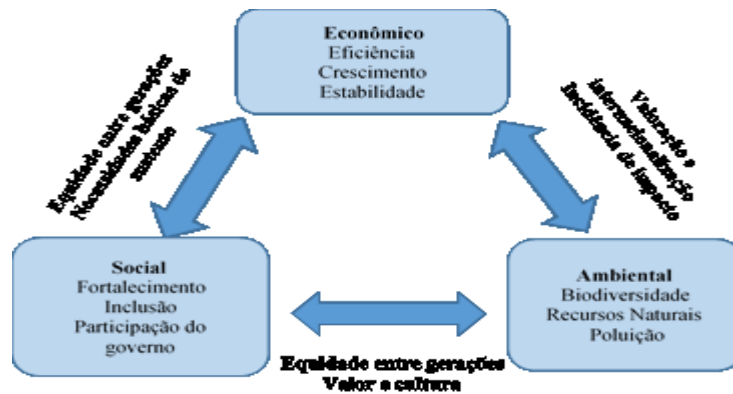 Econômico
Eficiência
Crescimento
Estabilidade
Equidade entre gerações
Necessidades básicas de
sustento
Valoração e
internacionalização
Incidência de impacto
Social
Fortalecimento
Inclusão
Participação do
governo
Ambiental
Biodiversidade
Recursos Naturais
Poluição
Equidade entre gerações
Valor e cultura